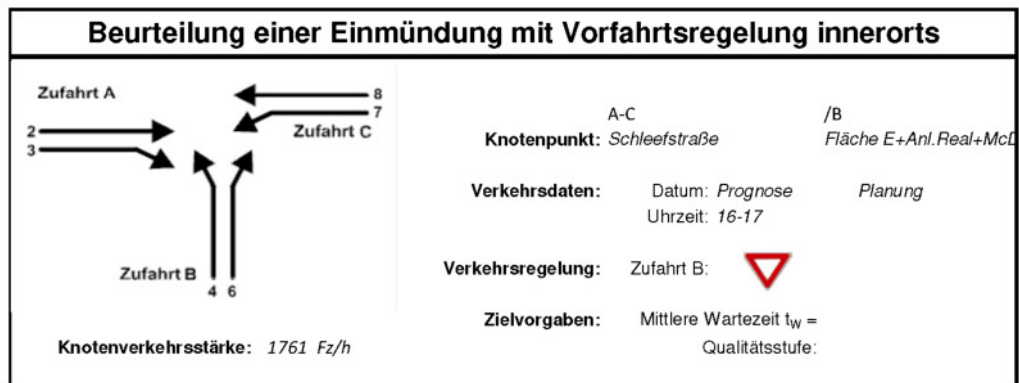 Beurteilung einer Einmündung mit Vorfahrtsregelung innerorts
Zufahrt A
8
7
Zufahrt C
2
3
Zufahrt B
4 6
Knotenverkehrsstärke: 1761 Fz/h
A-C /B
Knotenpunkt: Schleefstraße Fläche E+Anl.Real+McD
Verkehrsdaten: Datum: Prognose Planung
Uhrzeit: 16-17
Verkehrsregelung: Zufahrt B:
Zielvorgaben: Mittlere Wartezeit tw =
Qualitätsstufe: